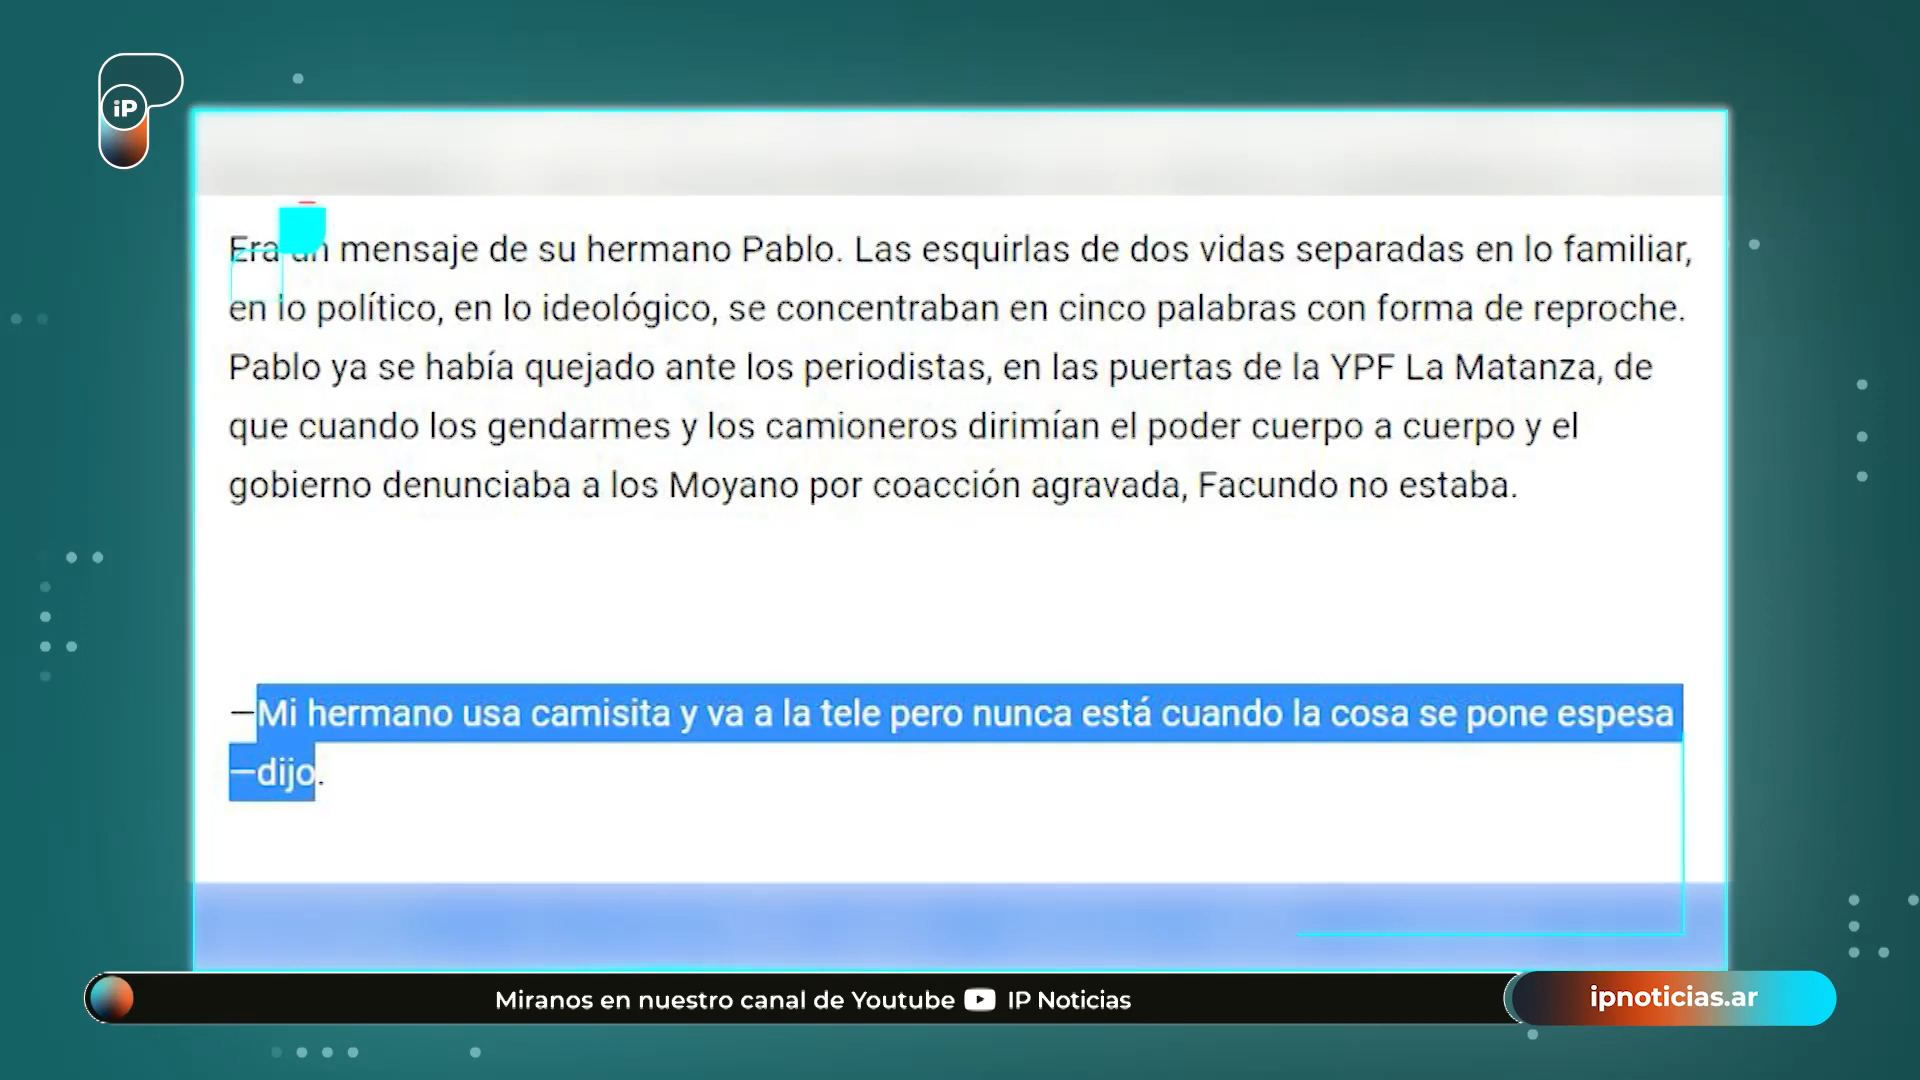 iP
Era un mensaje de su hermano Pablo. Las esquirlas de dos vidas separadas en lo familiar,
en lo político, en lo ideológico, se concentraban en cinco palabras con forma de reproche.
Pablo ya se había quejado ante los periodistas, en las puertas de la YPF La Matanza, de
que cuando los gendarmes y los camioneros dirimían el poder cuerpo a cuerpo y el
gobierno denunciaba a los Moyano por coacción agravada, Facundo no estaba.
—Mi hermano usa camisita y va a la tele pero nunca está cuando la cosa se pone espesa
—dijo.
Miranos en nuestro canal de Youtube IP Noticias
ipnoticias.ar